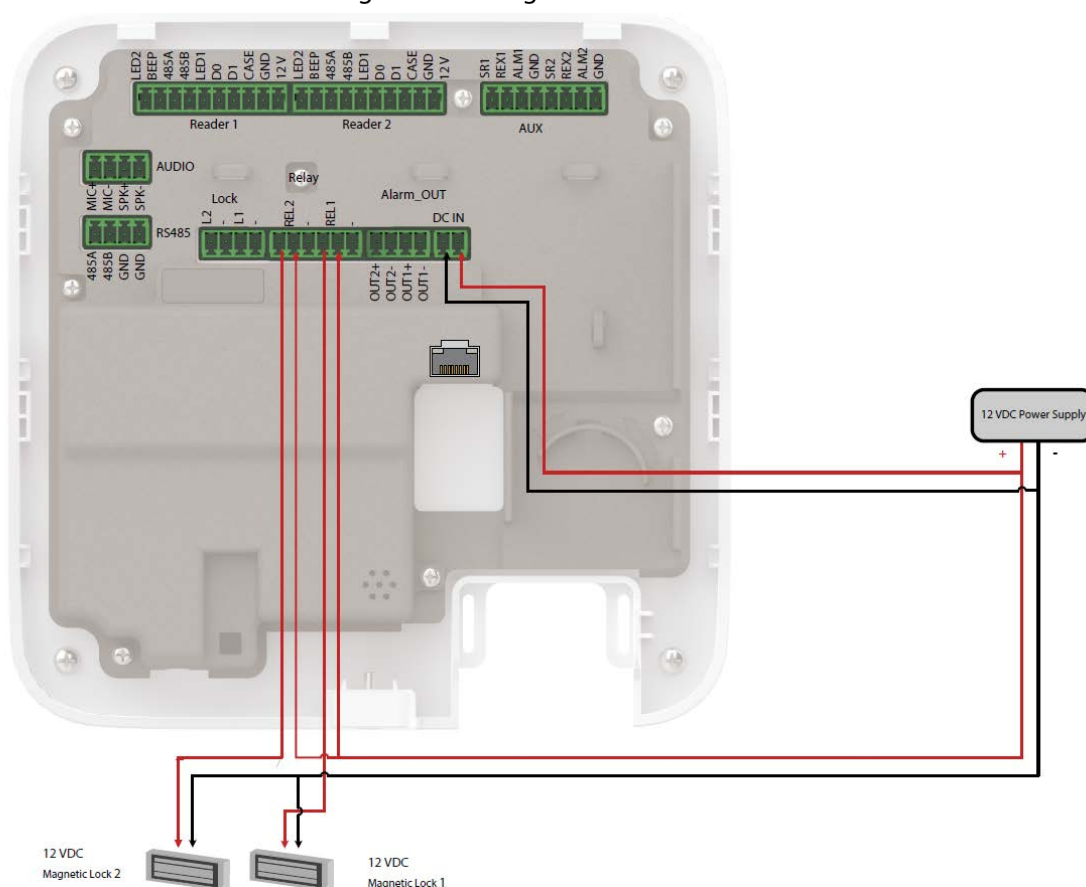 LED2 BEEP 485A 485B LED1 D0 D1 CASE GND 12 V LED2 BEEP 485A 485B LED1 D0 D1 CASE GND 12 V
SR1 REX1 ALM1 GND SR2 REX2 ALM2 GND
Reader 1
Reader 2
AUX
AUDIO
MIC+ MIC- SPK+ SPK-
Relay
Lock
Alarm_OUT
L2 - L1 -
REL2 - REL1 -
DC IN
RS485
485A 485B GND GND
OUT2+ OUT2- OUT1+ OUT1-
12 VDC Power Supply
+ -
12 VDC
Magnetic Lock 2
12 VDC
Magnetic Lock 1